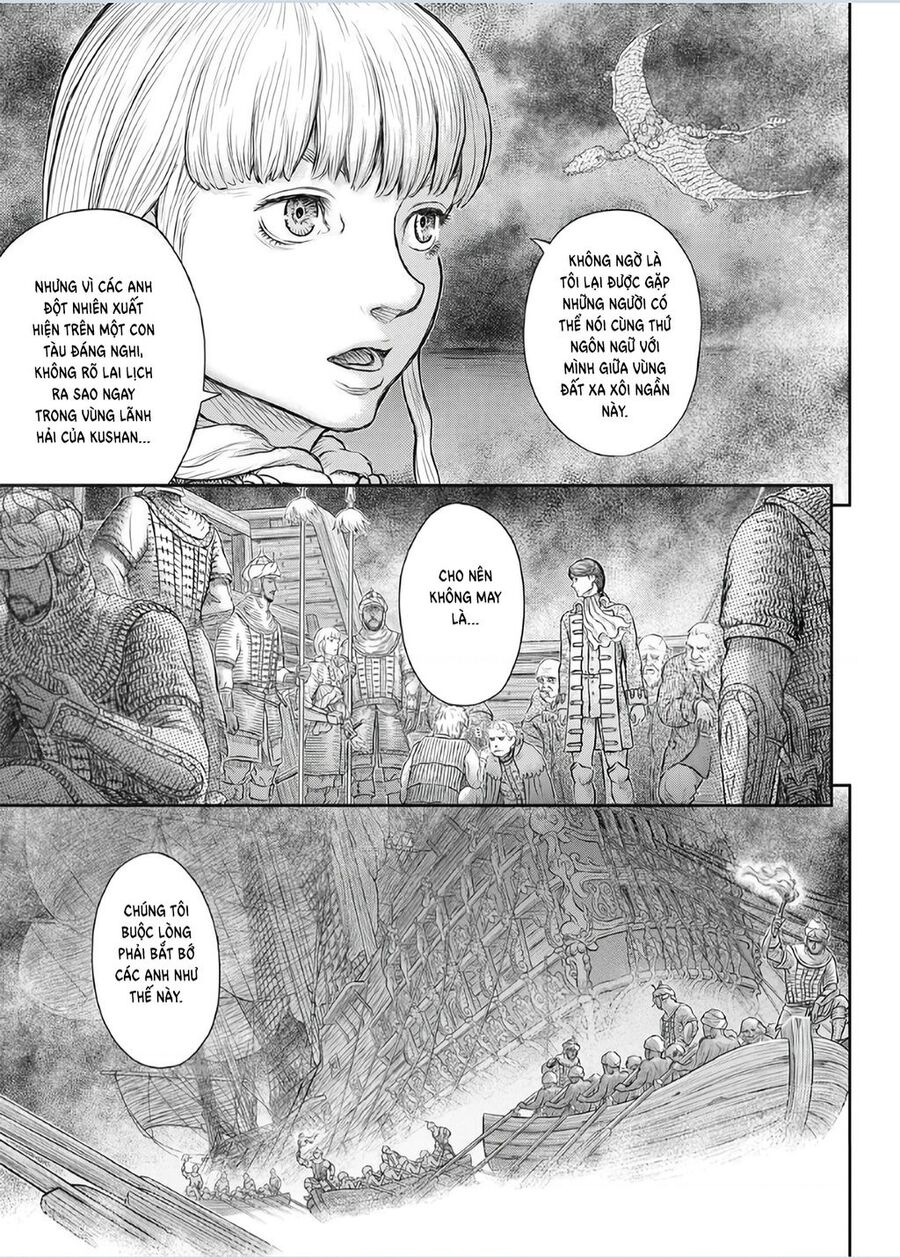 KHÔNG NGỜ LÀ
TÔI LẠI ĐƯỢC GẶP
NHỮNG NGƯỜI CÓ
THỂ NÓI CÙNG THỨ
NGÔN NGỮ VỚI
MÌNH GIỮA VÙNG
ĐẤT XA XÔI NGẦN
NÀY.
NHƯNG VÌ CÁC ANH
ĐỘT NHIÊN XUẤT
HIỆN TRÊN MỘT CON
TÀU ĐÁNG NGHI,
KHÔNG RÕ LAI LỊCH
RA SAO NGAY
TRONG VÙNG LÃNH
HẢI CỦA KUSHAN...
CHO NÊN
KHÔNG MAY
LÀ...
CHÚNG TÔI
BUỘC LÒNG
PHẢI BẮT BỚ
CÁC ANH NHƯ
THẾ NÀY.